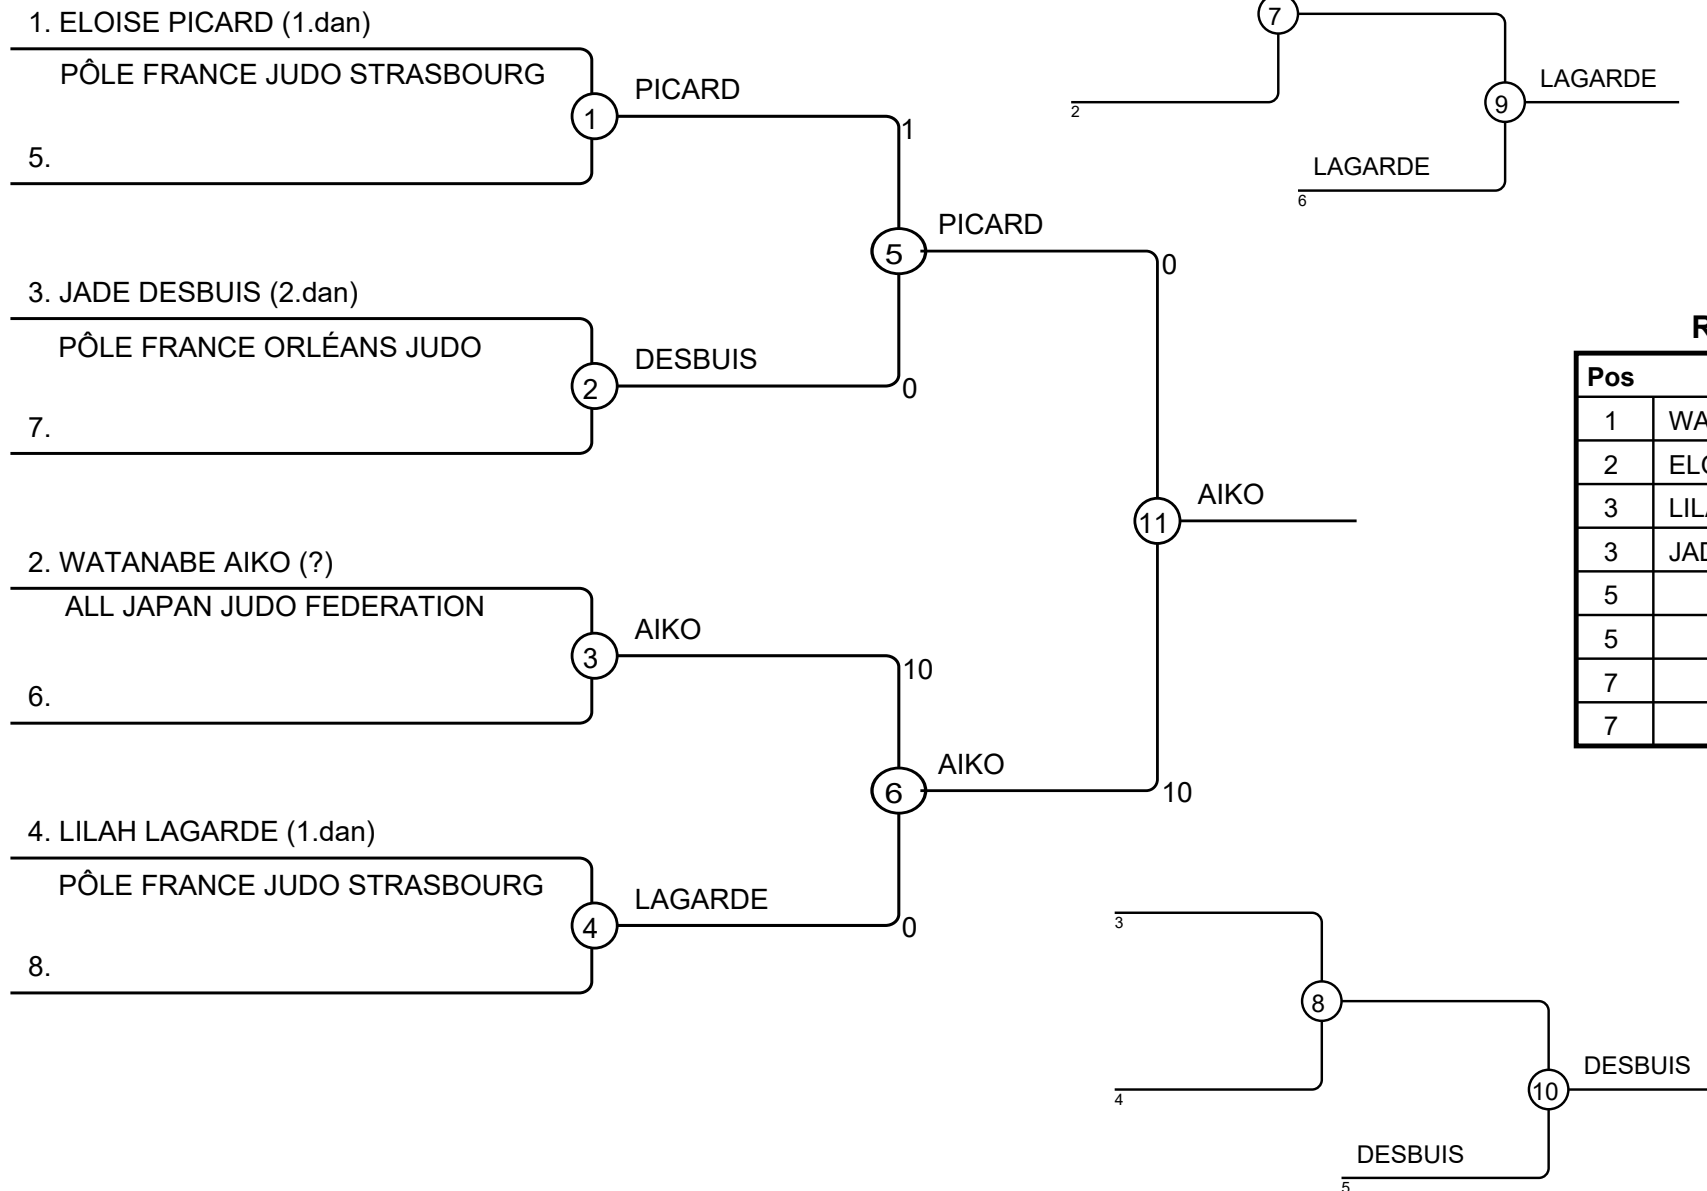 1. ELOISE PICARD (1.dan)
PÔLE FRANCE JUDO STRASBOURG
1
PICARD
1
5.
5
PICARD
0
3. JADE DESBUIS (2.dan)
PÔLE FRANCE ORLÉANS JUDO
2
DESBUIS
0
7.
11
AIKO
2. WATANABE AIKO (?)
ALL JAPAN JUDO FEDERATION
3
AIKO
10
6.
6
AIKO
10
4. LILAH LAGARDE (1.dan)
PÔLE FRANCE JUDO STRASBOURG
4
LAGARDE
0
8.
7
2
9
LAGARDE
LAGARDE
6
Pos
1
2
3
3
5
5
7
7
3
8
4
10
DESBUIS
DESBUIS
5